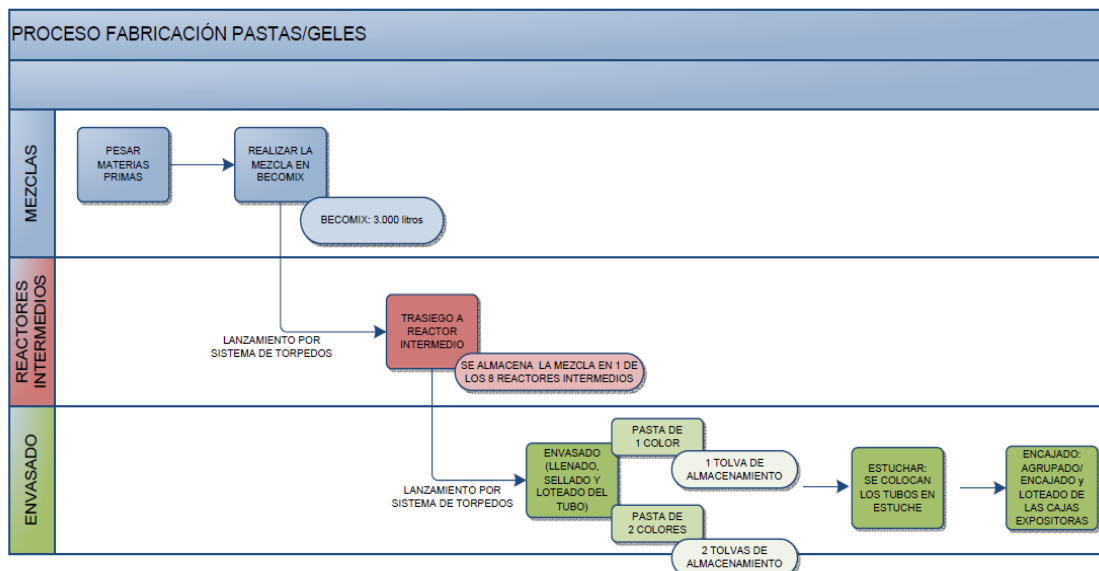 PROCESO FABRICACIÓN PASTAS/GELES
MEZCLAS
PESAR
MATERIAS
PRIMAS
REALIZAR LA
MEZCLA EN
BECOMIX
BECOMIX: 3.000 litros
REACTORES
INTERMEDIOS
LANZAMIENTO POR
SISTEMA DE TORPEDOS
TRASIEGO A
REACTOR
INTERMEDIO
SE ALMACENA LA MEZCLA EN 1 DE
LOS 8 REACTORES INTERMEDIOS
ENVASADO
LANZAMIENTO POR
SISTEMA DE TORPEDOS
ENVASADO
(LLENADO,
SELLADO Y
LOTEADO DEL
TUBO)
PASTA DE
1 COLOR
1 TOLVA DE
ALMACENAMIENTO
PASTA DE
2 COLORES
2 TOLVAS DE
ALMACENAMIENTO
ESTUCHAR:
SE COLOCAN
LOS TUBOS EN
ESTUCHE
ENCAJADO:
AGRUPADO/
ENCAJADO y
LOTEADO DE
LAS CAJAS
EXPOSITORAS